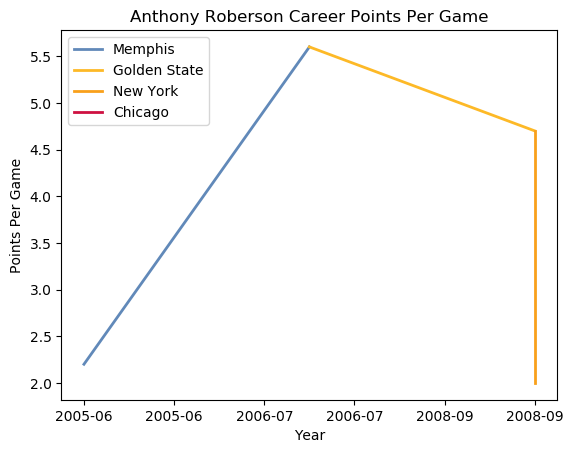 Anthony Roberson Career Points Per Game
Memphis
Golden State
New York
Chicago
5.5
5.0
4.5
4.0
3.5
3.0
2.5
2.0
Points Per Game
2005-06 2005-06 2006-07 2006-07 2008-09 2008-09
Year